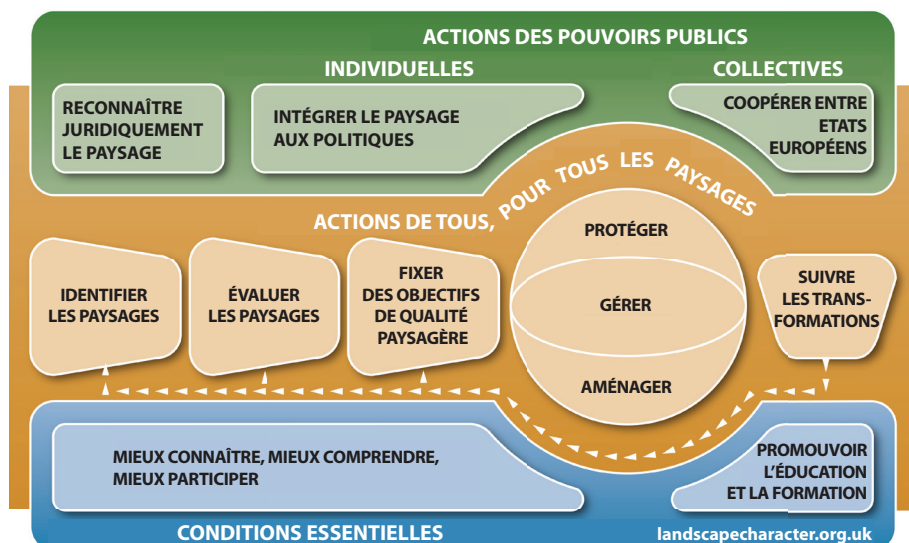 ACTIONS DES POUVOIRS PUBLICS
INDIVIDUELLES
COLLECTIVES
RECONNAÎTRE
JURIDIQUEMENT
LE PAYSAGE
INTÉGRER LE PAYSAGE
AUX POLITIQUES
COOPÉRER ENTRE
ETATS
EUROPÉENS
ACTIONS DE TOUS, POUR TOUS LES PAYSAGES
IDENTIFIER
LES PAYSAGES
ÉVALUER
LES PAYSAGES
FIXER
DES OBJECTIFS
DE QUALITÉ
PAYSAGÈRE
PROTÉGER
GÉRER
AMÉNAGER
SUIVRE
LES TRANS-
FORMATIONS
MIEUX CONNAÎTRE, MIEUX COMPRENDRE,
MIEUX PARTICIPER
PROMOUVOIR
L'ÉDUCATION
ET LA FORMATION
CONDITIONS ESSENTIELLES
landscapecharacter.org.uk